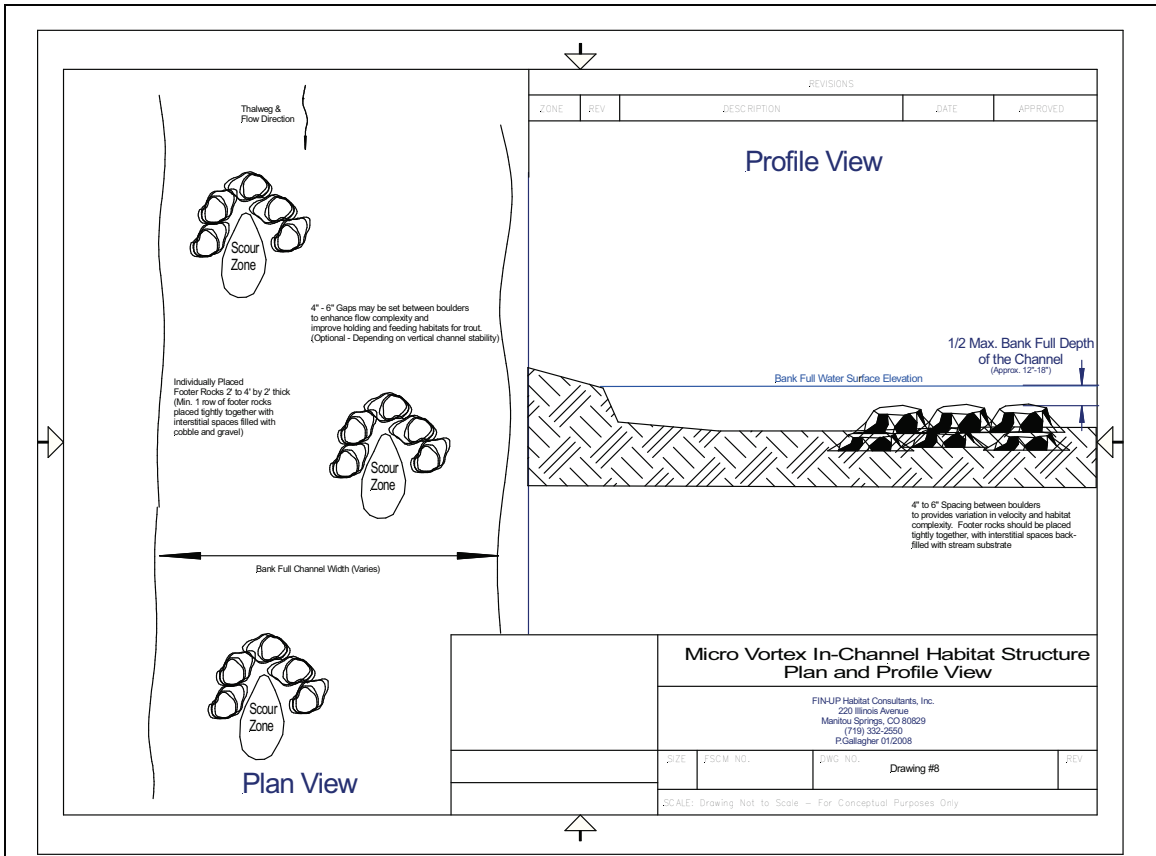 Thalweg &
Flow Direction
Scour
Zone
4" - 6" Gaps may be set between boulders
to enhance flow complexity and
improve holding and feeding habitats for trout.
(Optional - Depending on vertical channel stability)
Individually Placed
Footer Rocks 2' to 4' by 2' thick
(Min. 1 row of footer rocks
placed tightly together with
interstitial spaces filled with
cobble and gravel)
Scour
Zone
Bank Full Channel Width (Varies)
Scour
Zone
Plan View
REVISIONS
ZONE REV DESCRIPTION DATE APPROVED
Profile View
1/2 Max. Bank Full Depth
of the Channel
(Approx. 12"-18")
Bank Full Water Surface Elevation
4" to 6" Spacing between boulders
to provides variation in velocity and habitat
complexity. Footer rocks should be placed
tightly together, with interstitial spaces back-
filled with stream substrate
Micro Vortex In-Channel Habitat Structure
Plan and Profile View
FIN-UP Habitat Consultants, Inc.
220 Illinois Avenue
Manitou Springs, CO 80829
(719) 332-2550
P.Gallagher 01/2008
SIZE FSCM NO. DWG NO. REV
Drawing #8
SCALE: Drawing Not to Scale - For Conceptual Purposes Only